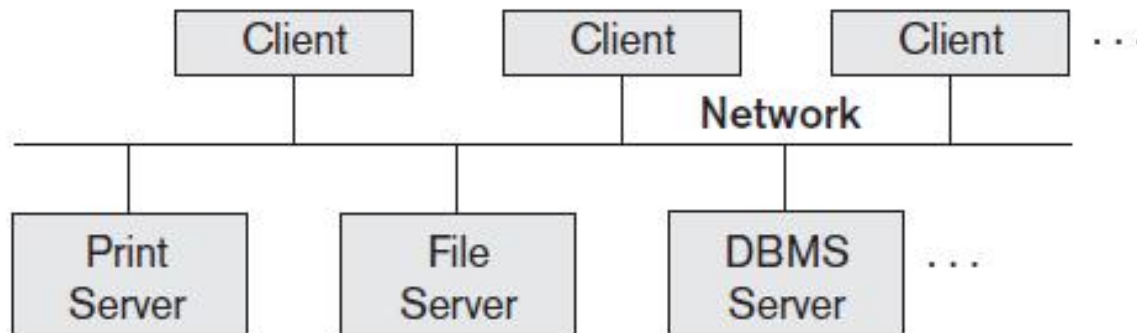 Client Client Client . . .
Network
Print File DBMS . . .
Server Server Server